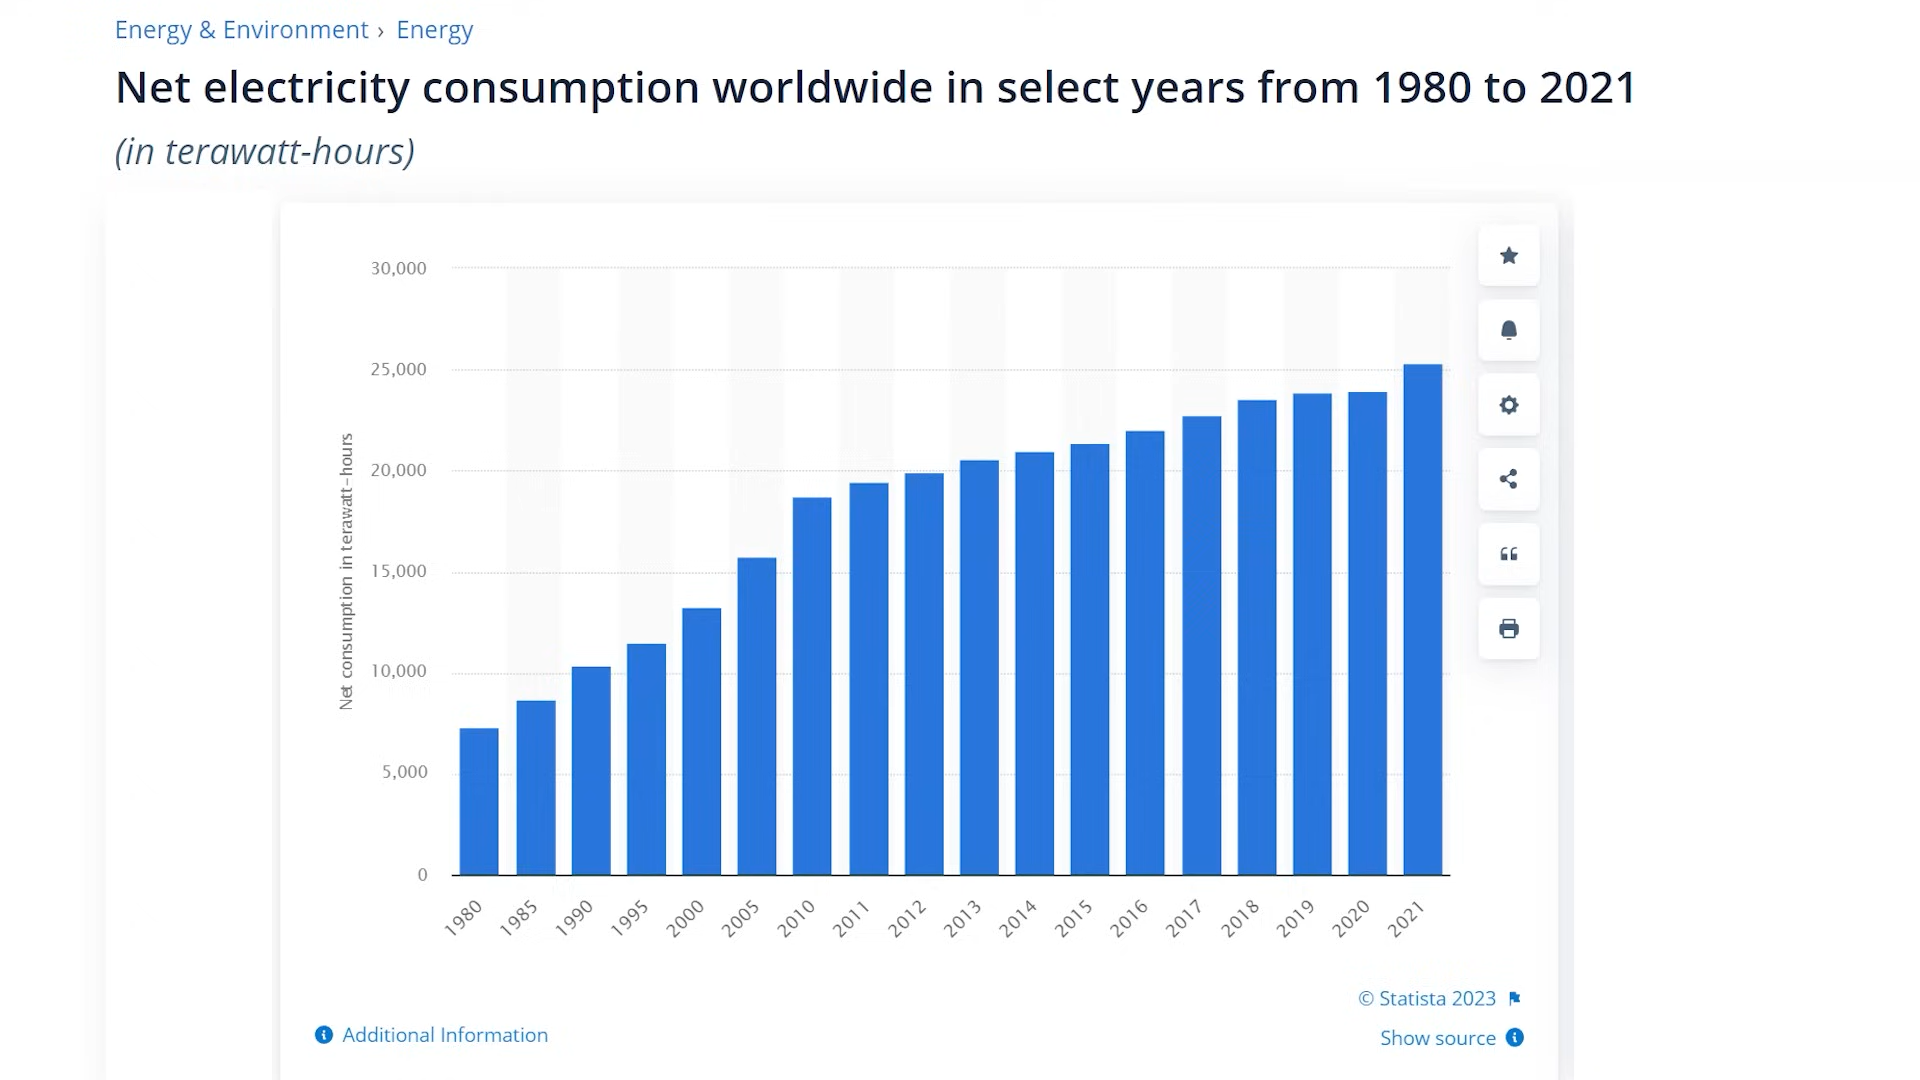 Energy & Environment › Energy
Net electricity consumption worldwide in select years from 1980 to 2021
(in terawatt-hours)
Net consumption in terawatt-hours
30,000
25,000
20,000
15,000
10,000
5,000
0
1980 1985 1990 1995 2000 2005 2010 2011 2012 2013 2014 2015 2016 2017 2018 2019 2020 2021
© Statista 2023
Additional Information
Show source